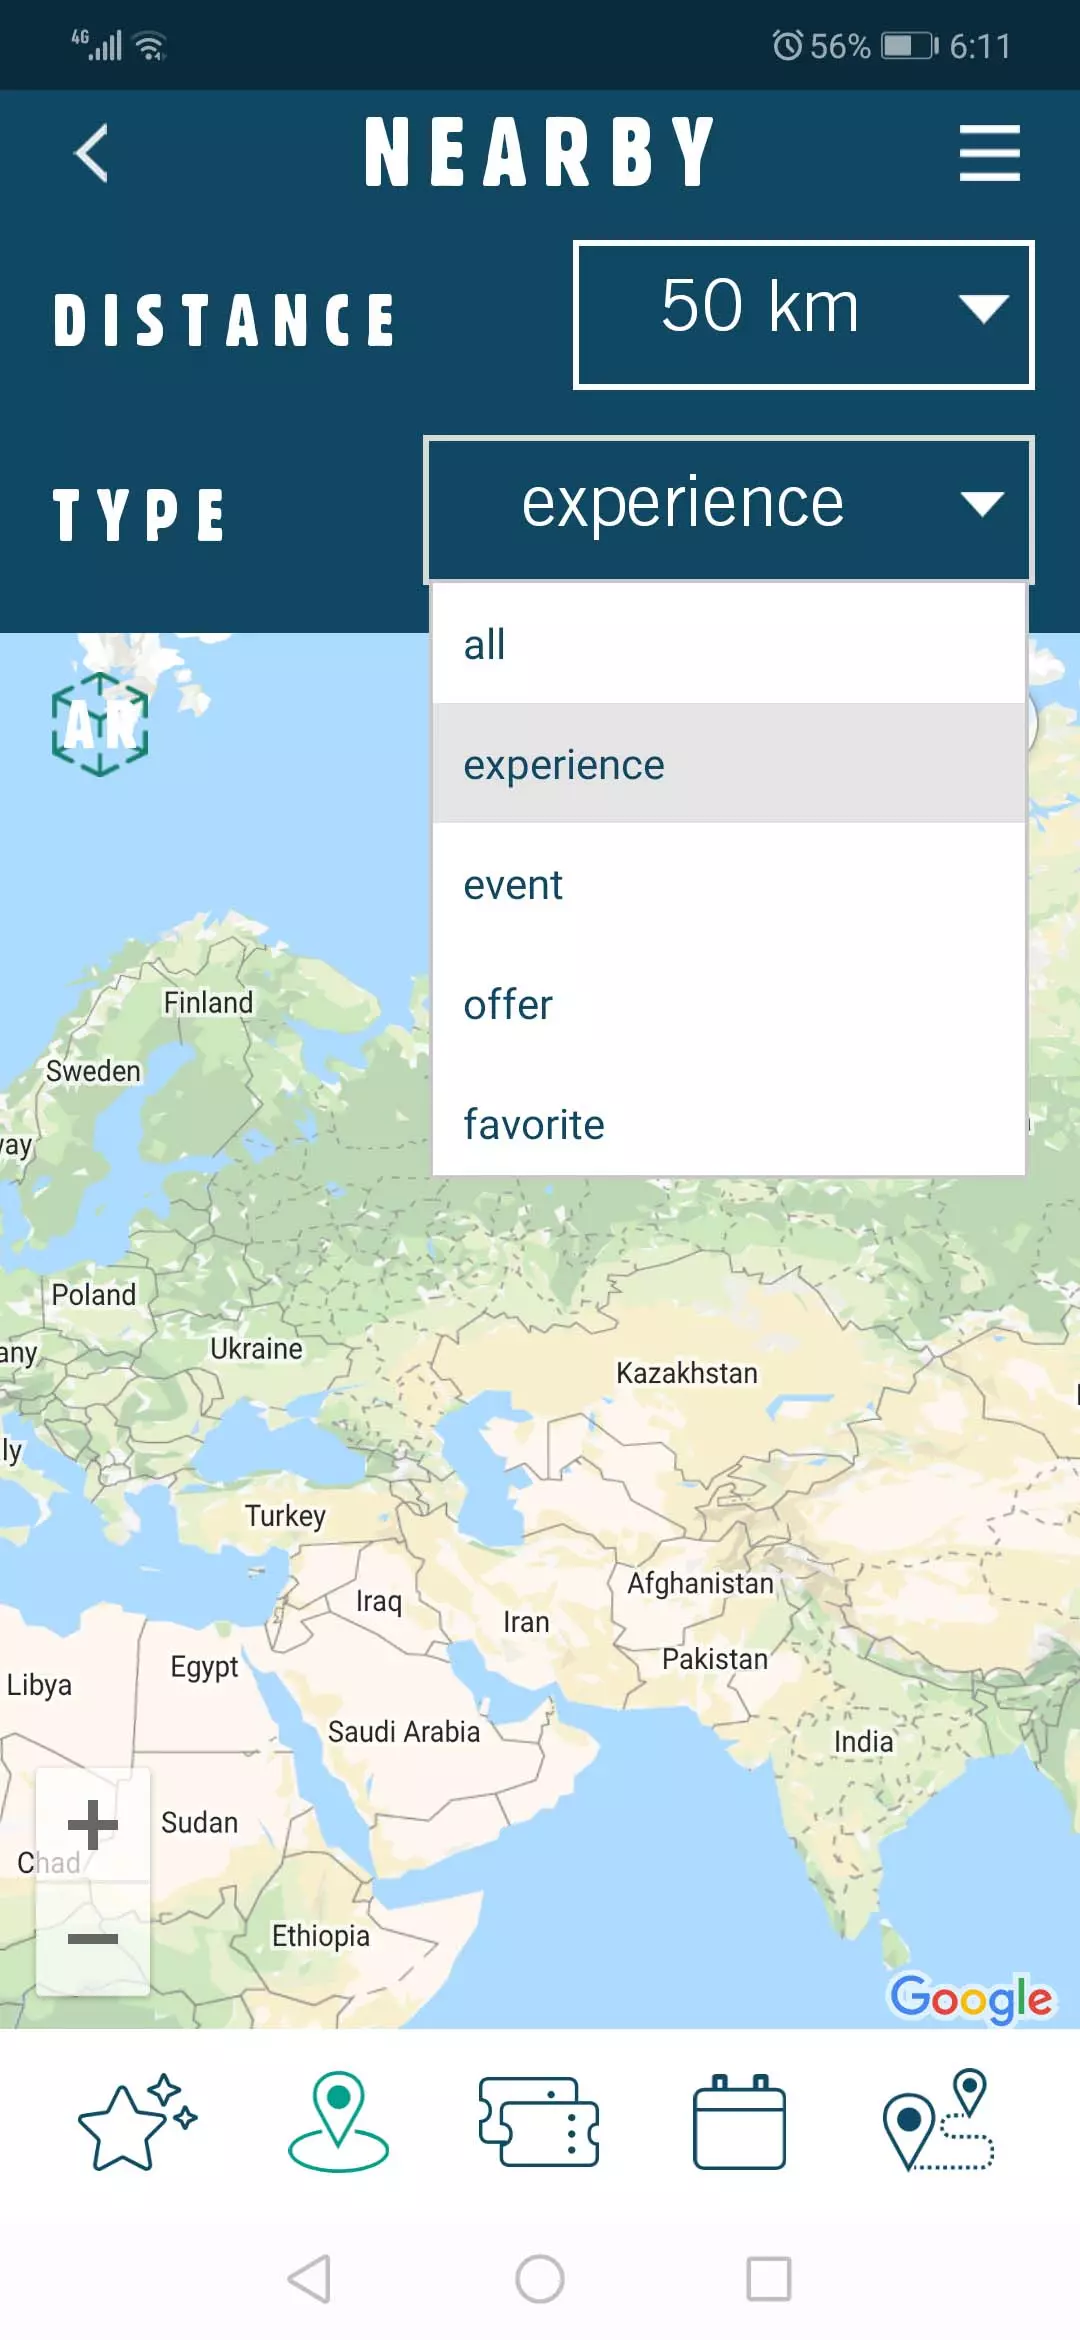 4G 56% 6:11
NEARBY
DISTANCE 50 km
TYPE experience
all
AR
experience
event
offer
favorite
Finland
Sweden
way
Poland
any
Ukraine
Kazakhstan
ly
Turkey
Afghanistan
Iraq
Iran
Pakistan
Egypt
Libya
Saudi Arabia
India
Sudan
Chad
Ethiopia
Google